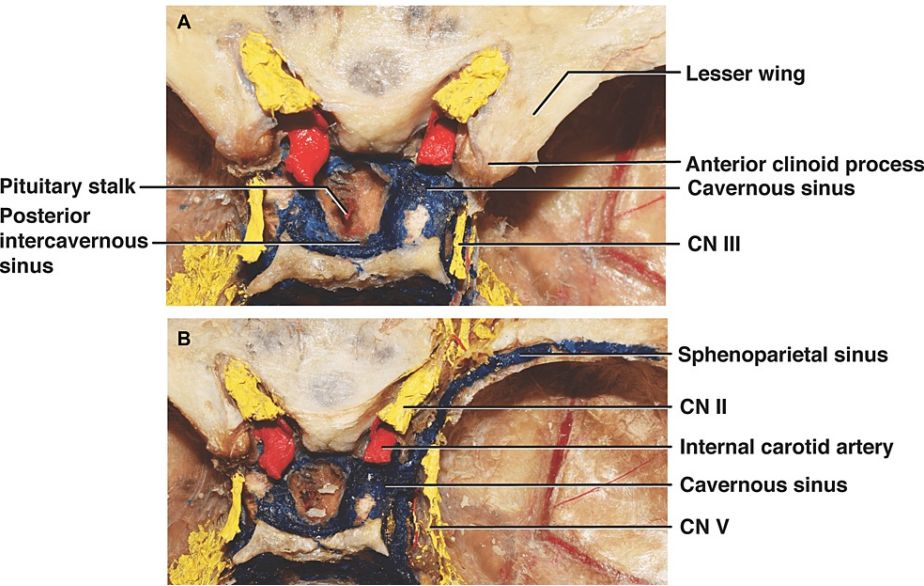 A
Lesser wing
Anterior clinoid process
Pituitary stalk
Cavernous sinus
Posterior
intercavernous
sinus
CN III
B
Sphenoparietal sinus
CN II
Internal carotid artery
Cavernous sinus
CN V